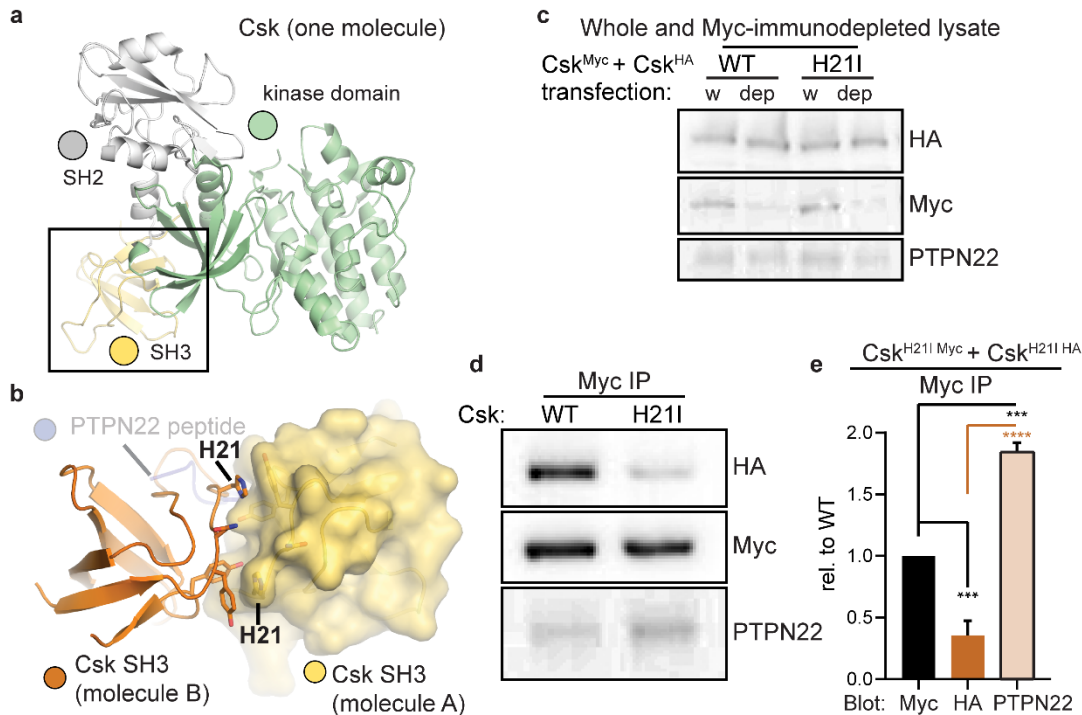 a
Csk (one molecule)
kinase domain
SH2
SH3
b
PTPN22 peptide
H21
H21
Csk SH3
(molecule B)
Csk SH3
(molecule A)
c
Whole and Myc-immunodepleted lysate
Csk^Myc + Csk^HA
transfection:
WT H21I
w dep w dep
HA
Myc
PTPN22
d
Myc IP
Csk: WT H21I
HA
Myc
PTPN22
e
Csk^H21I Myc + Csk^H21I HA
Myc IP
***
****
***
rel. to WT
2.0
1.5
1.0
0.5
0.0
Blot: Myc HA PTPN22